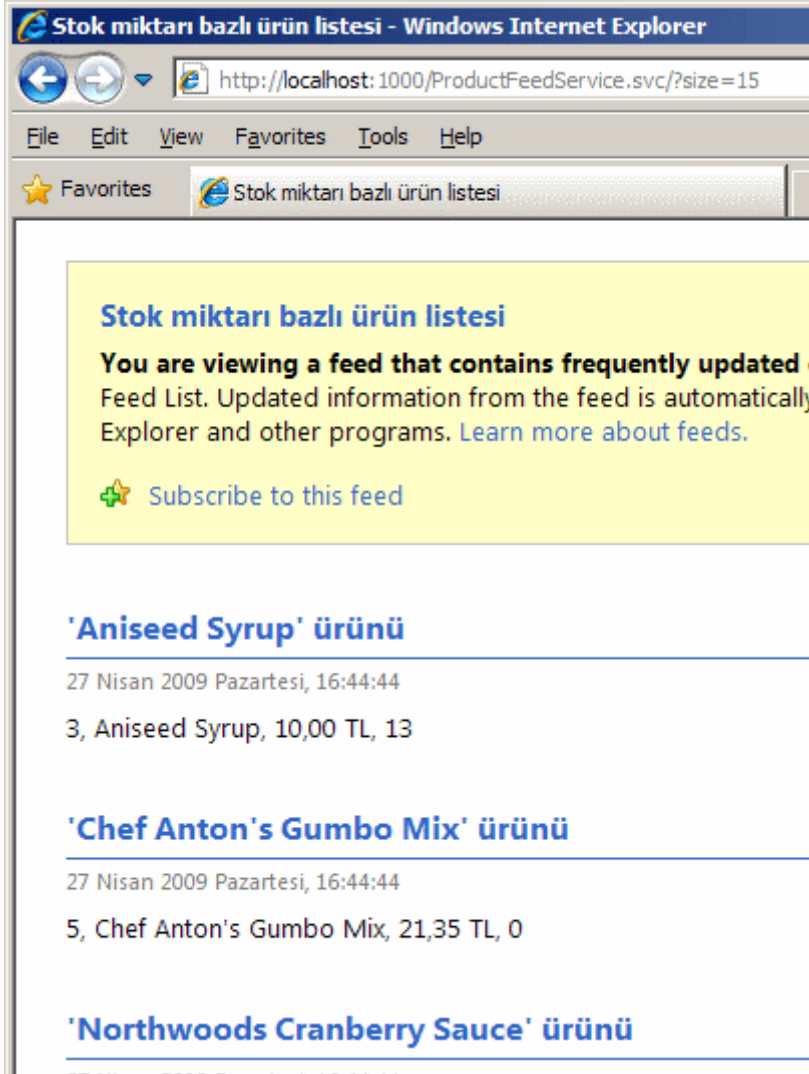 Stok miktarı bazlı ürün listesi - Windows Internet Explorer
http://localhost:1000/ProductFeedService.svc/?size=15
File Edit View Favorites Tools Help
Favorites Stok miktarı bazlı ürün listesi
Stok miktarı bazlı ürün listesi
You are viewing a feed that contains frequently updated
Feed List. Updated information from the feed is automatically
Explorer and other programs. Learn more about feeds.
Subscribe to this feed
'Aniseed Syrup' ürünü
27 Nisan 2009 Pazartesi, 16:44:44
3, Aniseed Syrup, 10,00 TL, 13
'Chef Anton's Gumbo Mix' ürünü
27 Nisan 2009 Pazartesi, 16:44:44
5, Chef Anton's Gumbo Mix, 21,35 TL, 0
'Northwoods Cranberry Sauce' ürünü